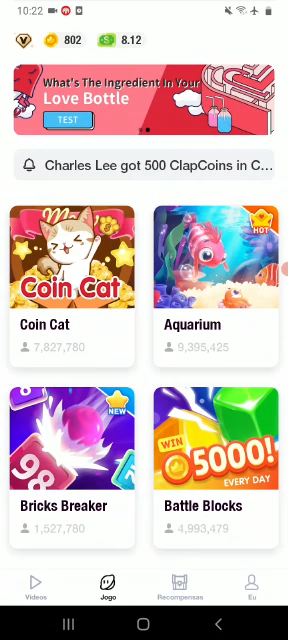 10:22
802
8.12
What's The Ingredient In Your
Love Bottle
TEST
Charles Lee got 500 ClapCoins in C...
Coin Cat
HOT
Coin Cat
7,827,780
Aquarium
9,395,425
98
NEW
WIN
5000!
EVERY DAY
Bricks Breaker
1,527,780
Battle Blocks
4,993,479
Vídeos
Jogo
Recompensas
Eu